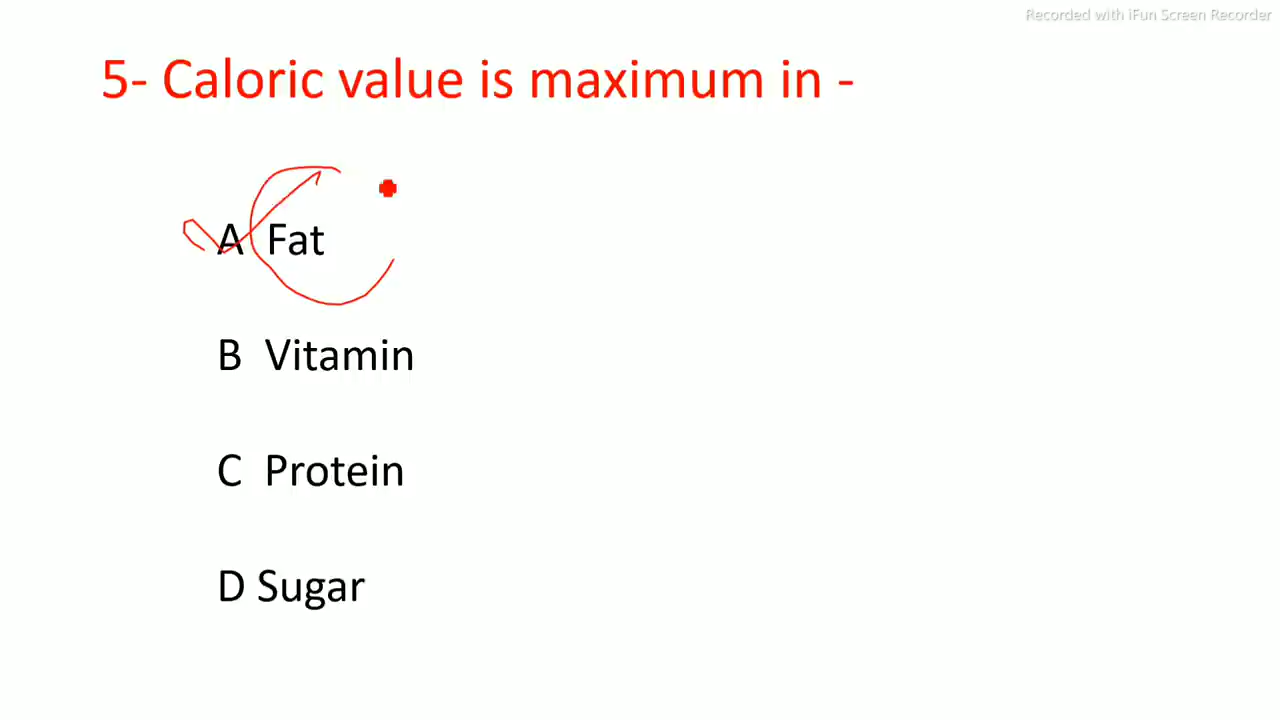 Recorded with iFun Screen Recorder
5- Caloric value is maximum in -
A Fat
B Vitamin
C Protein
D Sugar